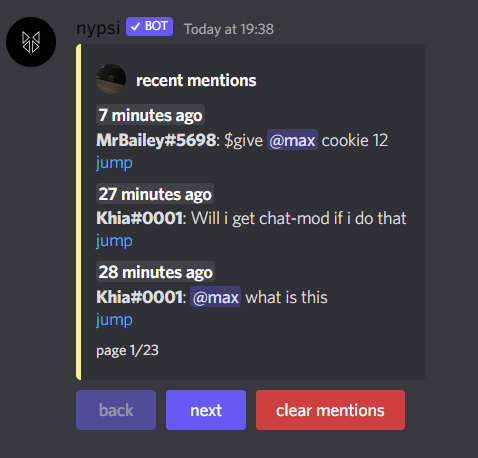 nypsi ✓ BOT Today at 19:38
recent mentions
7 minutes ago
MrBailey#5698: $give @max cookie 12
jump
27 minutes ago
Khia#0001: Will i get chat-mod if i do that
jump
28 minutes ago
Khia#0001: @max what is this
jump
page 1/23
back next clear mentions